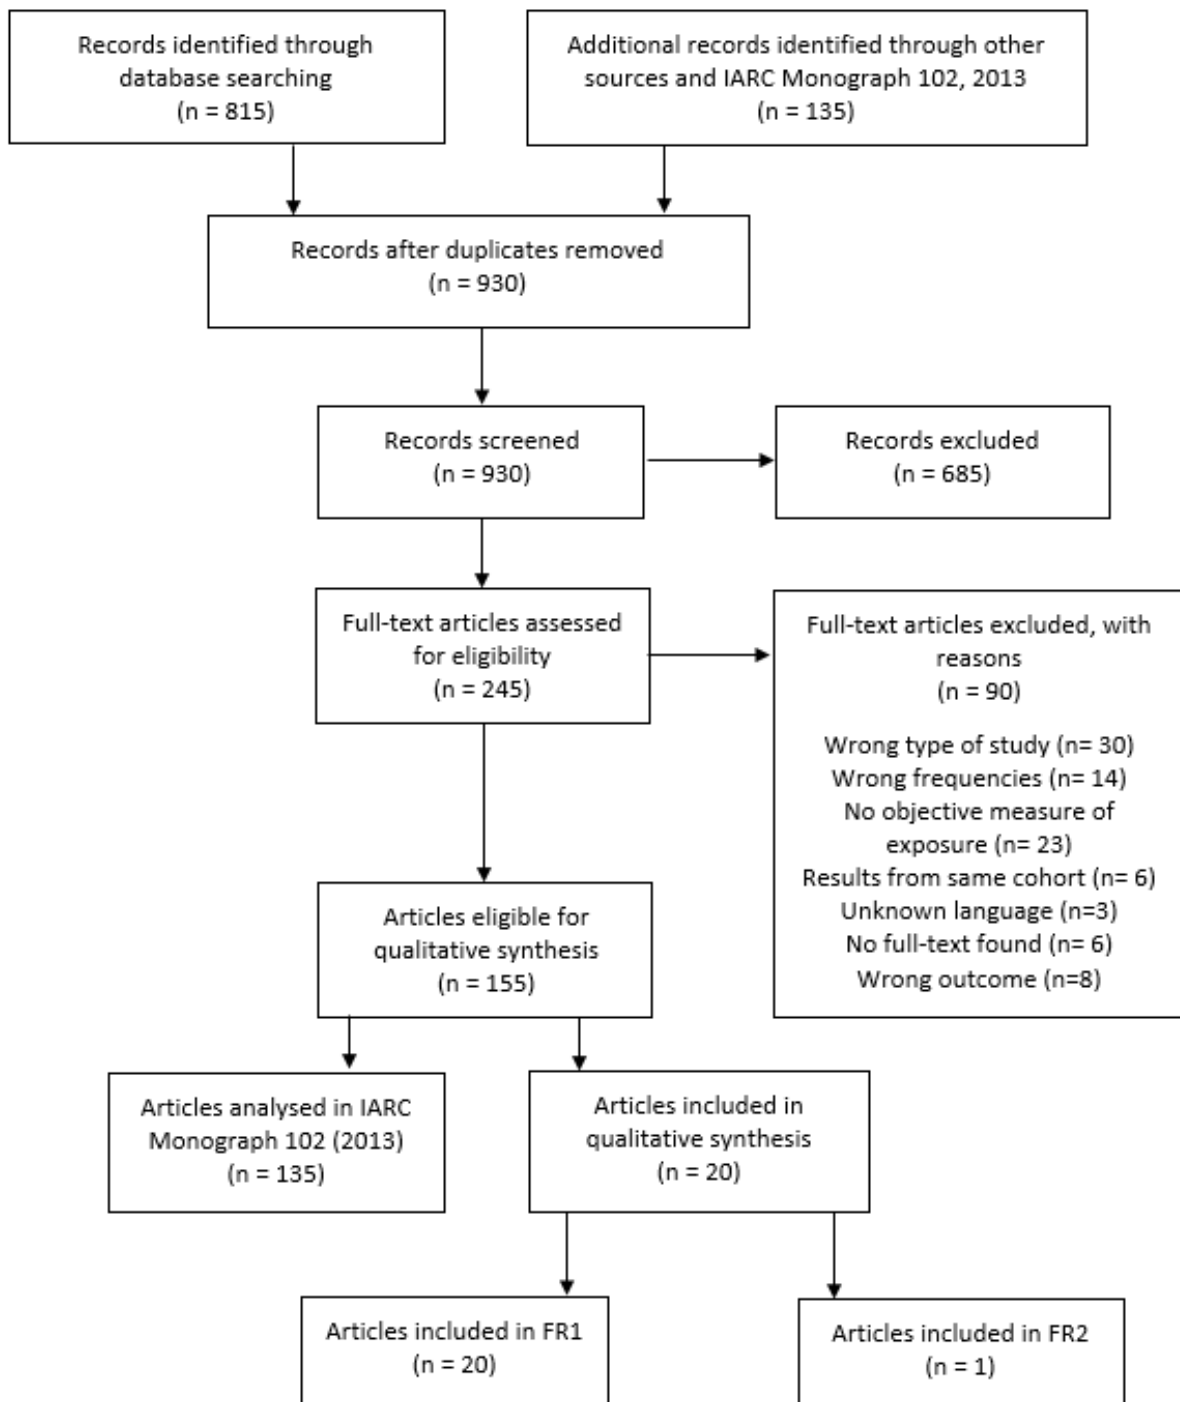 Records identified through
database searching
(n = 815)
Additional records identified through other
sources and IARC Monograph 102, 2013
(n = 135)
Records after duplicates removed
(n = 930)
Records screened
(n = 930)
Records excluded
(n = 685)
Full-text articles assessed
for eligibility
(n = 245)
Full-text articles excluded, with
reasons
(n = 90)
Wrong type of study (n= 30)
Wrong frequencies (n= 14)
No objective measure of
exposure (n= 23)
Results from same cohort (n= 6)
Unknown language (n=3)
No full-text found (n= 6)
Wrong outcome (n=8)
Articles eligible for
qualitative synthesis
(n = 155)
Articles analysed in IARC
Monograph 102 (2013)
(n = 135)
Articles included in
qualitative synthesis
(n = 20)
Articles included in FR1
(n = 20)
Articles included in FR2
(n = 1)